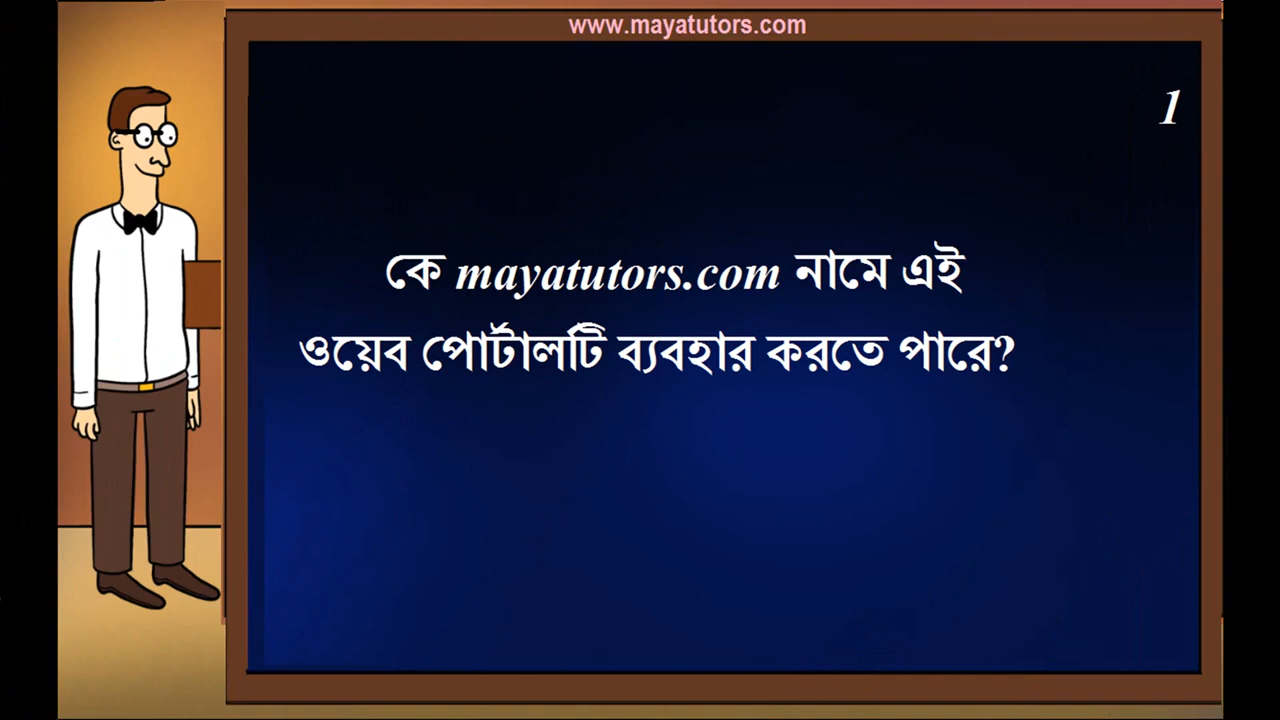 www.mayatutors.com
1
কে mayatutors.com নামে এই
ওয়েব পোর্টালটি ব্যবহার করতে পারে?